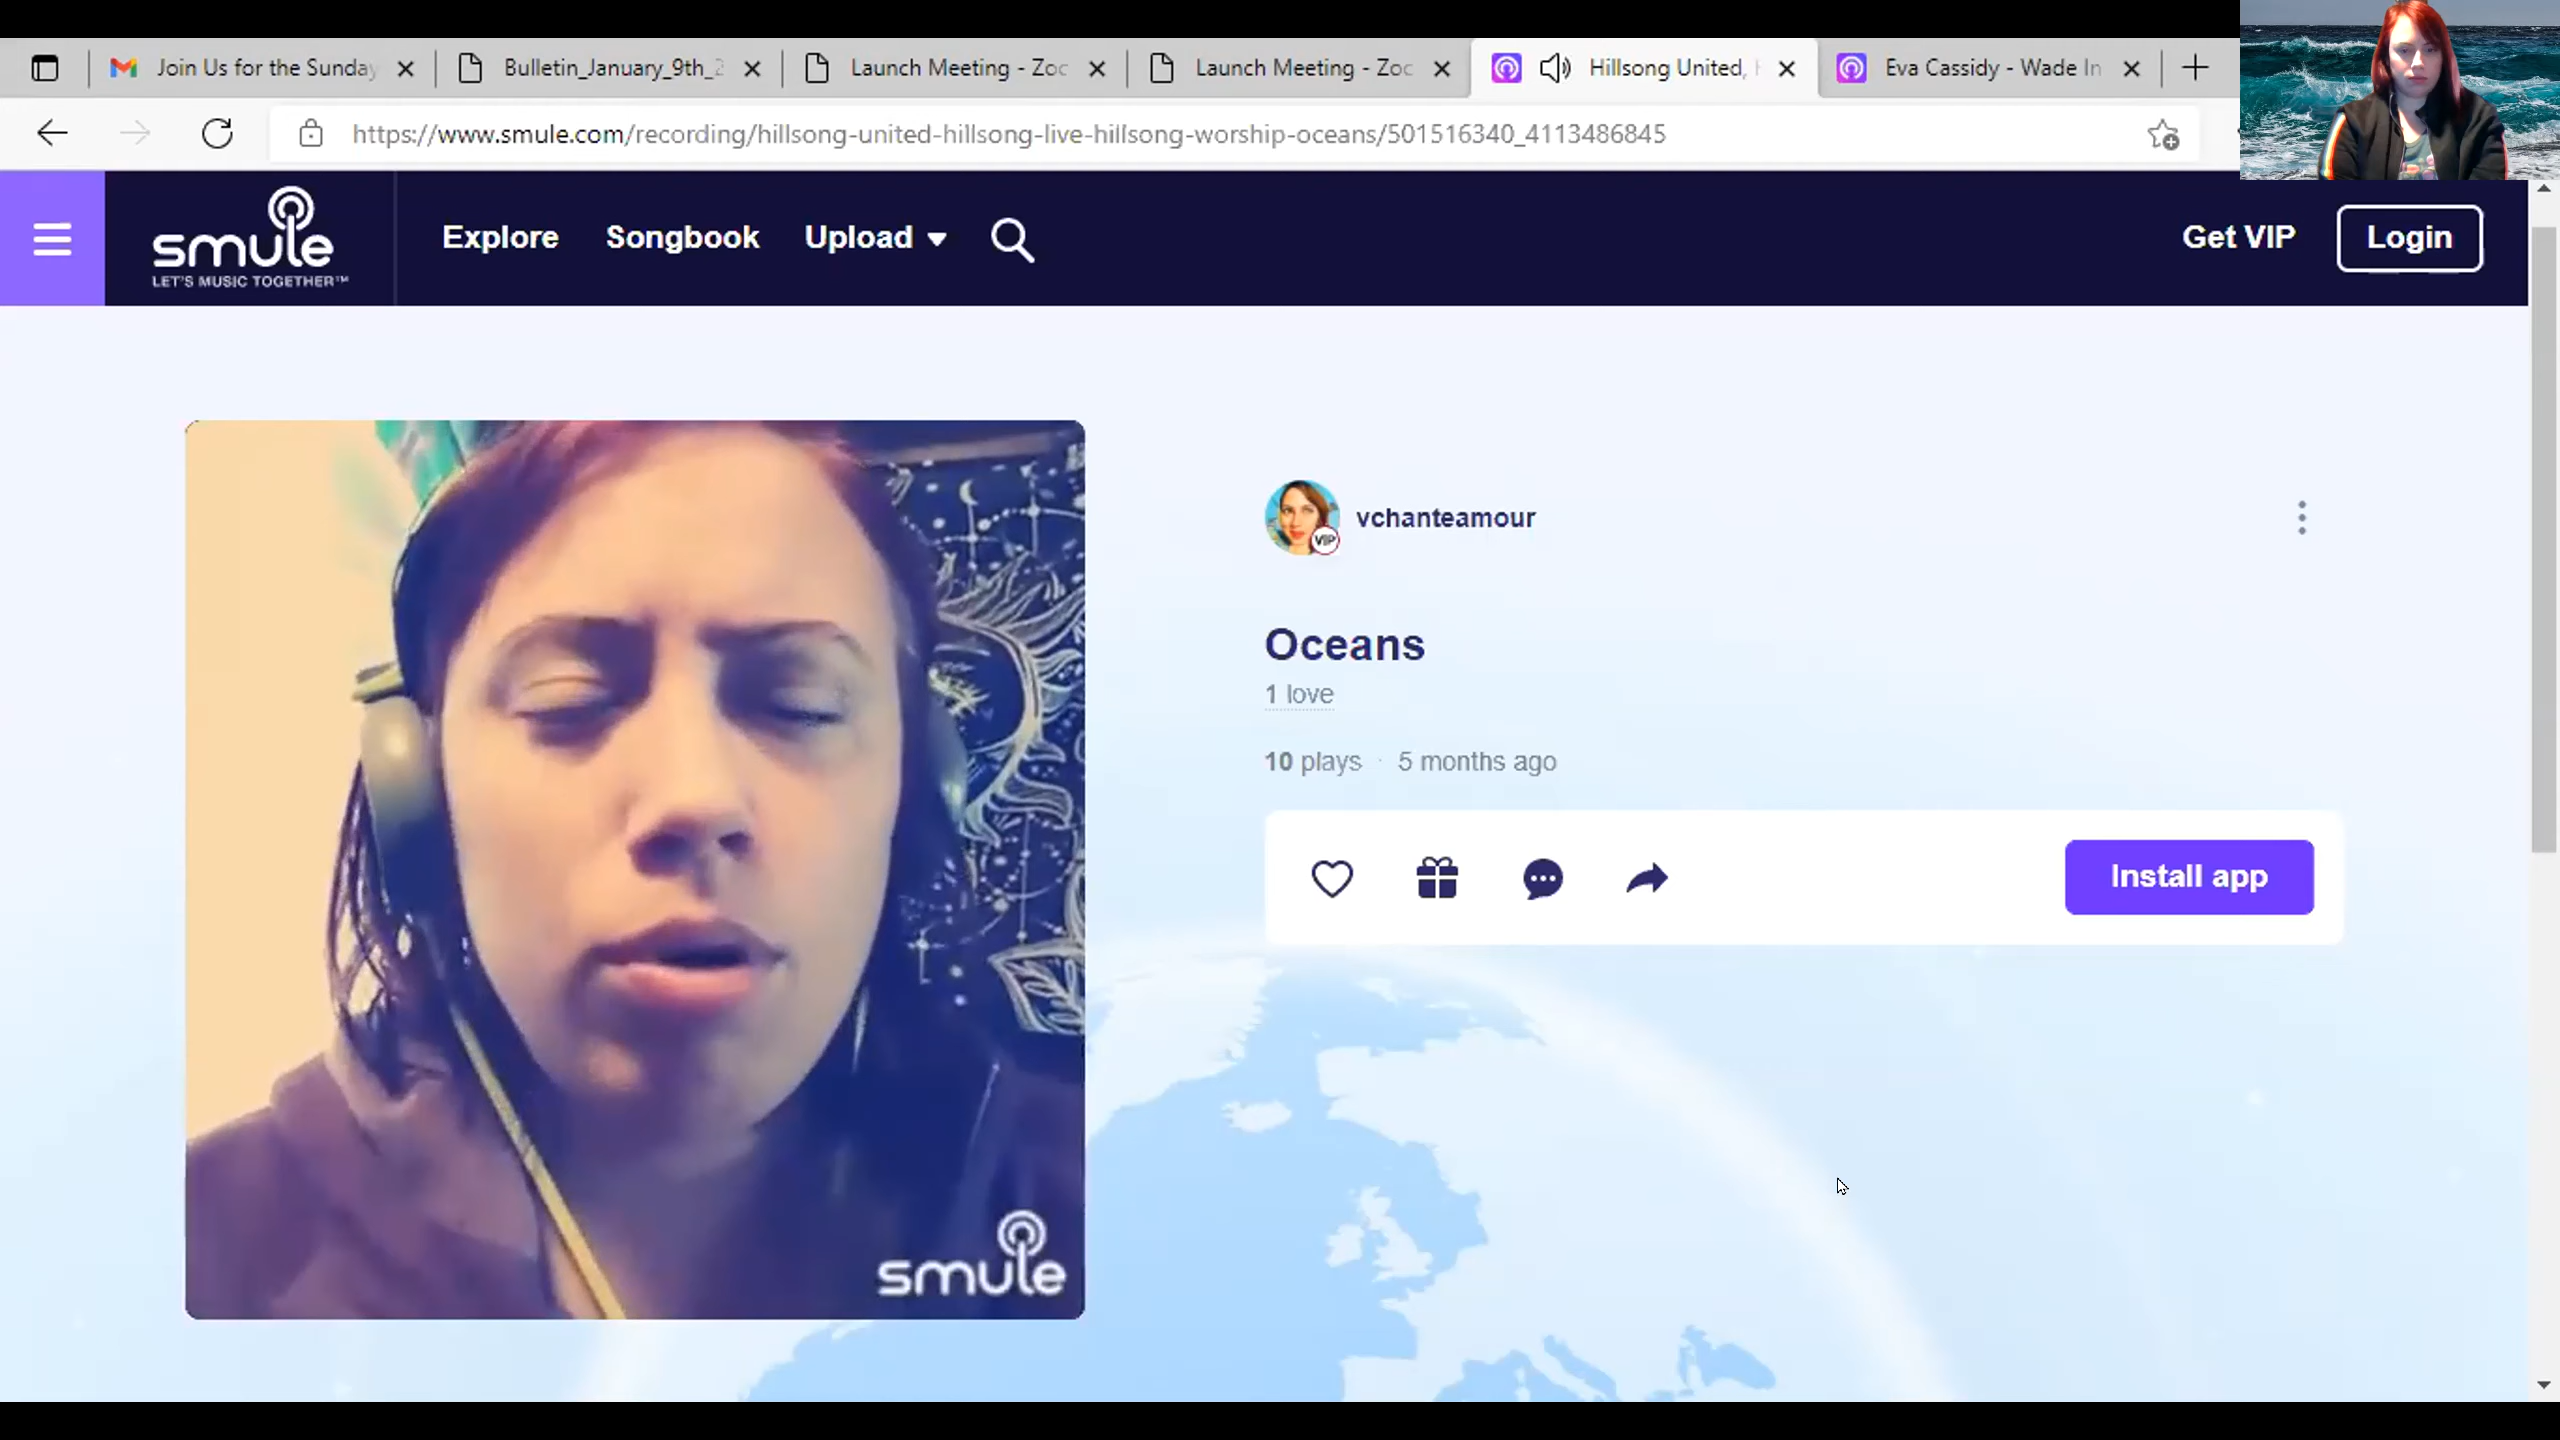 Join Us for the Sunday
Bulletin_January_9th_2
Launch Meeting - Zoo
Launch Meeting - Zoo
Hillsong United,
Eva Cassidy - Wade In
https://www.smule.com/recording/hillsong-united-hillsong-live-hillsong-worship-oceans/501516340_4113486845
smule
LET'S MUSIC TOGETHER™
Explore
Songbook
Upload
Get VIP
Login
vchanteamour
VIP
Oceans
1 love
10 plays · 5 months ago
Install app
smule